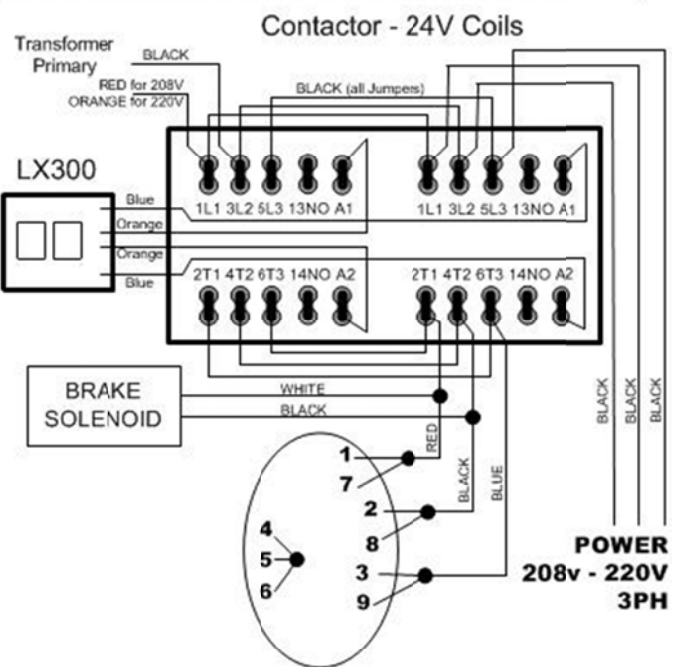 Contactor - 24V Coils
Transformer
Primary
BLACK
RED for 208V
ORANGE for 220V
BLACK (all Jumpers)
LX300
Blue
Orange
Orange
Blue
1L1 3L2 5L3 13NO A1
1L1 3L2 5L3 13NO A1
2T1 4T2 6T3 14NO A2
2T1 4T2 6T3 14NO A2
BRAKE
SOLENOID
WHITE
BLACK
RED
BLACK
BLUE
BLACK
BLACK
BLACK
1
7
2
8
3
9
4
5
6
POWER
208v - 220V
3PH